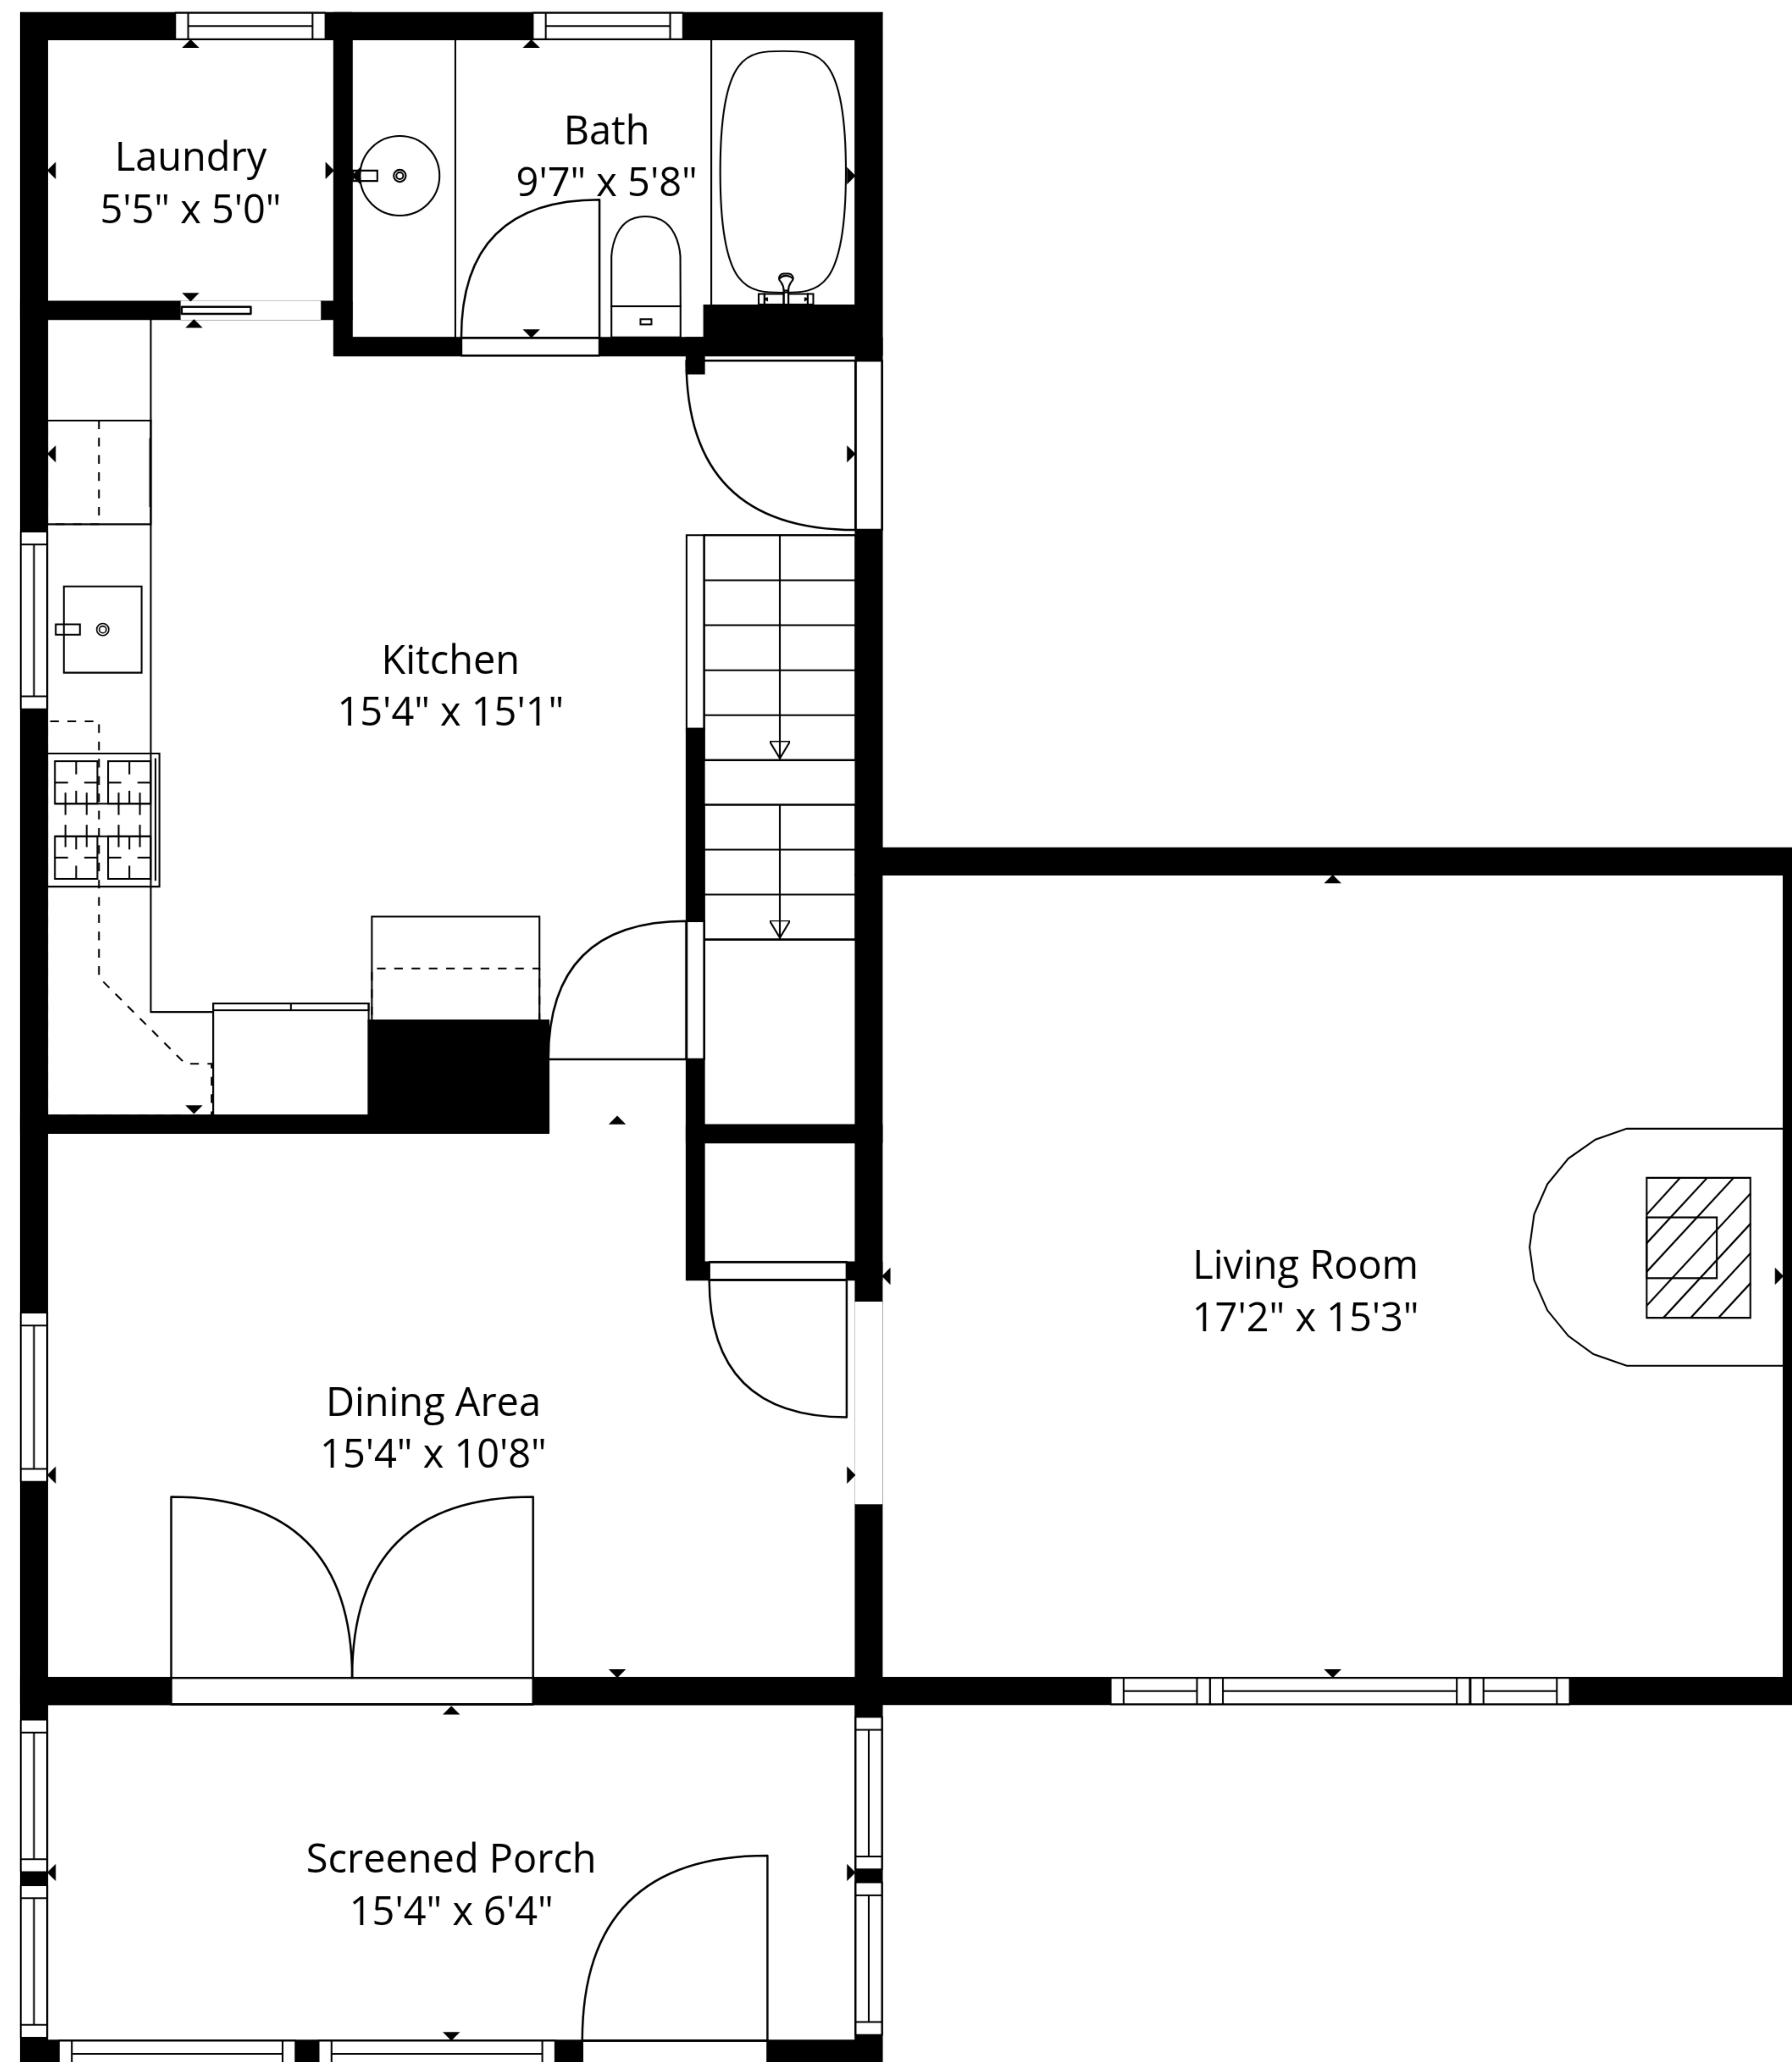 Laundry
5'5" x 5'0"
Bath
9'7" x 5'8"
Kitchen
15'4" x 15'1"
Living Room
17'2" x 15'3"
Dining Area
15'4" x 10'8"
Screened Porch
15'4" x 6'4"